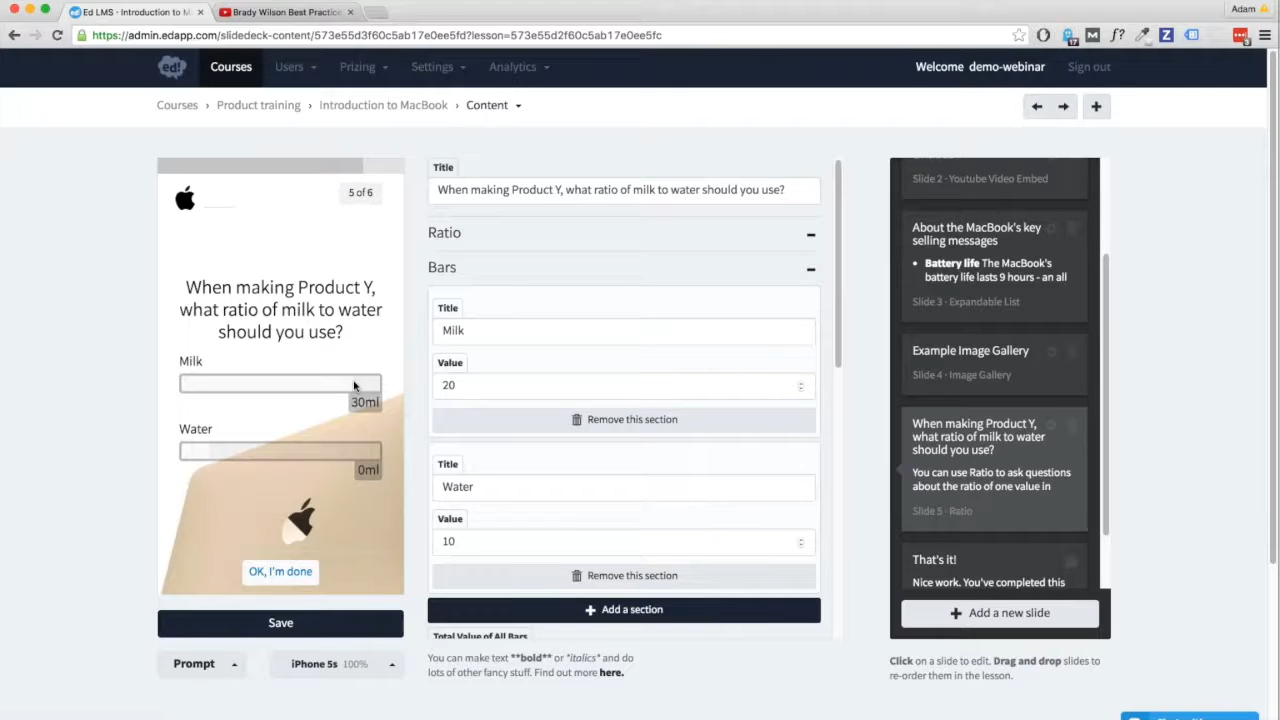 Ed LMS - Introduction to M
Brady Wilson Best Practice
Adam
https://admin.edapp.com/slidedeck-content/573e55d3f60c5ab17e0ee5fd?lesson=573e55d2f60c5ab17e0ee5fc
ed!
Courses
Users
Prizing
Settings
Analytics
Welcome demo-webinar
Sign out
Courses › Product training › Introduction to MacBook › Content
5 of 6
When making Product Y,
what ratio of milk to water
should you use?
Milk
30ml
Water
0ml
OK, I'm done
Save
Prompt
iPhone 5s 100%
Title
When making Product Y, what ratio of milk to water should you use?
Ratio
Bars
Title
Milk
Value
20
Remove this section
Title
Water
Value
10
Remove this section
Add a section
Total Value of All Bars
You can make text **bold** or *italics* and do
lots of other fancy stuff. Find out more here.
Slide 2 · Youtube Video Embed
About the MacBook's key
selling messages
• Battery life The MacBook's
battery life lasts 9 hours - an all
Slide 3 · Expandable List
Example Image Gallery
Slide 4 · Image Gallery
When making Product Y,
what ratio of milk to water
should you use?
You can use Ratio to ask questions
about the ratio of one value in
Slide 5 · Ratio
That's it!
Nice work. You've completed this
Add a new slide
Click on a slide to edit. Drag and drop slides to
re-order them in the lesson.